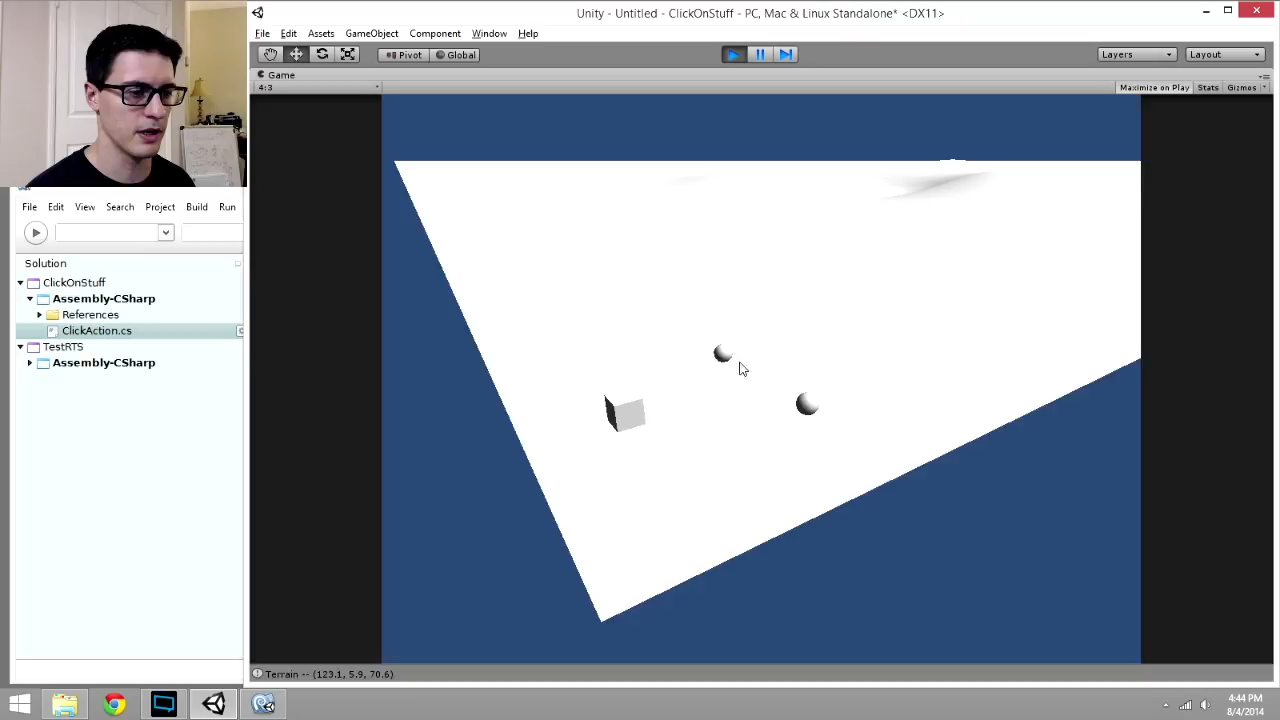 Unity - Untitled - ClickOnStuff - PC, Mac & Linux Standalone* <DX11>
File Edit Assets GameObject Component Window Help
Pivot Global Layers Layout
Game
4:3 Maximize on Play Stats Gizmos
File Edit View Search Project Build Run
Solution
ClickOnStuff
Assembly-CSharp
References
ClickAction.cs
TestRTS
Assembly-CSharp
Terrain -- (123.1, 5.9, 70.6)
4:44 PM
8/4/2014